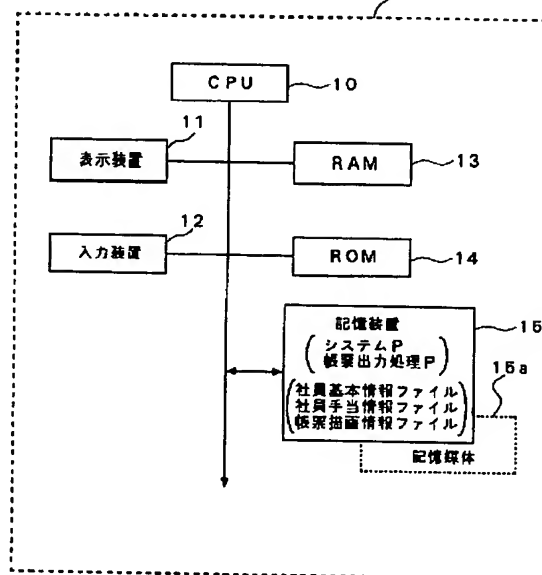 CPU
10
11
表示装置
RAM
13
12
入力装置
ROM
14
記憶装置
15
システムP
帳票出力処理P
15a
社員基本情報ファイル
社員手当情報ファイル
帳票描画情報ファイル
記憶媒体